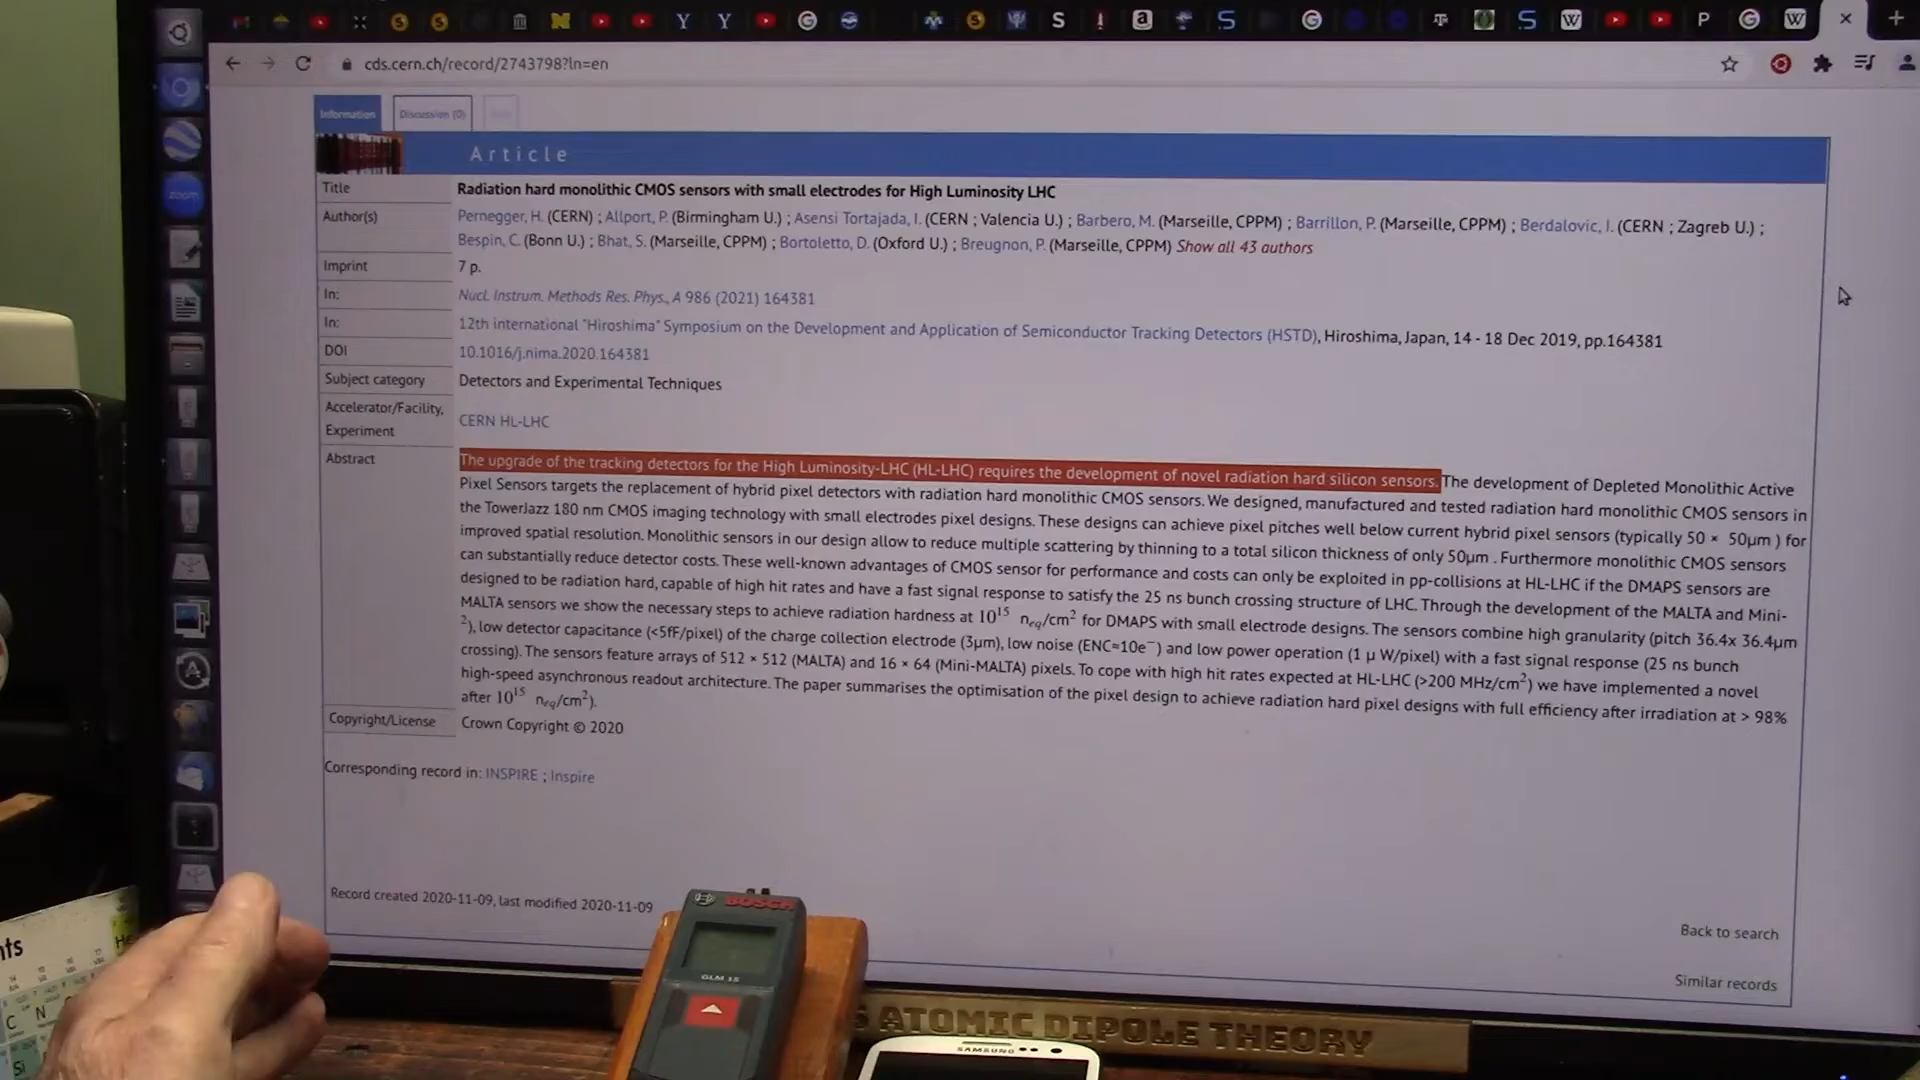 cds.cern.ch/record/2743798?ln=en
Information
Discussion (0)
Article
Title
Radiation hard monolithic CMOS sensors with small electrodes for High Luminosity LHC
Author(s)
Pernegger, H. (CERN) ; Allport, P. (Birmingham U.) ; Asensi Tortajada, I. (CERN ; Valencia U.) ; Barbero, M. (Marseille, CPPM) ; Barrillon, P. (Marseille, CPPM) ; Berdalovic, I. (CERN ; Zagreb U.) ;
Bespin, C. (Bonn U.) ; Bhat, S. (Marseille, CPPM) ; Bortoletto, D. (Oxford U.) ; Breugnon, P. (Marseille, CPPM) Show all 43 authors
Imprint
7 p.
In:
Nucl. Instrum. Methods Res. Phys., A 986 (2021) 164381
In:
12th international "Hiroshima" Symposium on the Development and Application of Semiconductor Tracking Detectors (HSTD), Hiroshima, Japan, 14 - 18 Dec 2019, pp.164381
DOI
10.1016/j.nima.2020.164381
Subject category
Detectors and Experimental Techniques
Accelerator/Facility,
Experiment
CERN HL-LHC
Abstract
The upgrade of the tracking detectors for the High Luminosity-LHC (HL-LHC) requires the development of novel radiation hard silicon sensors. The development of Depleted Monolithic Active
Pixel Sensors targets the replacement of hybrid pixel detectors with radiation hard monolithic CMOS sensors. We designed, manufactured and tested radiation hard monolithic CMOS sensors in
the TowerJazz 180 nm CMOS imaging technology with small electrodes pixel designs. These designs can achieve pixel pitches well below current hybrid pixel sensors (typically 50 × 50μm ) for
improved spatial resolution. Monolithic sensors in our design allow to reduce multiple scattering by thinning to a total silicon thickness of only 50μm . Furthermore monolithic CMOS sensors
can substantially reduce detector costs. These well-known advantages of CMOS sensor for performance and costs can only be exploited in pp-collisions at HL-LHC if the DMAPS sensors are
designed to be radiation hard, capable of high hit rates and have a fast signal response to satisfy the 25 ns bunch crossing structure of LHC. Through the development of the MALTA and Mini-
MALTA sensors we show the necessary steps to achieve radiation hardness at 10¹⁵ neq/cm² for DMAPS with small electrode designs. The sensors combine high granularity (pitch 36.4x 36.4μm
²), low detector capacitance (<5fF/pixel) of the charge collection electrode (3μm), low noise (ENC≈10e⁻) and low power operation (1 μ W/pixel) with a fast signal response (25 ns bunch
crossing). The sensors feature arrays of 512 × 512 (MALTA) and 16 × 64 (Mini-MALTA) pixels. To cope with high hit rates expected at HL-LHC (>200 MHz/cm²) we have implemented a novel
high-speed asynchronous readout architecture. The paper summarises the optimisation of the pixel design to achieve radiation hard pixel designs with full efficiency after irradiation at > 98%
after 10¹⁵ neq/cm²).
Copyright/License
Crown Copyright © 2020
Corresponding record in: INSPIRE ; Inspire
Record created 2020-11-09, last modified 2020-11-09
Back to search
Similar records
zoom
BOSCH
GLM 15
S ATOMIC DIPOLE THEORY
SAMSUNG
nts
He
C N
Si